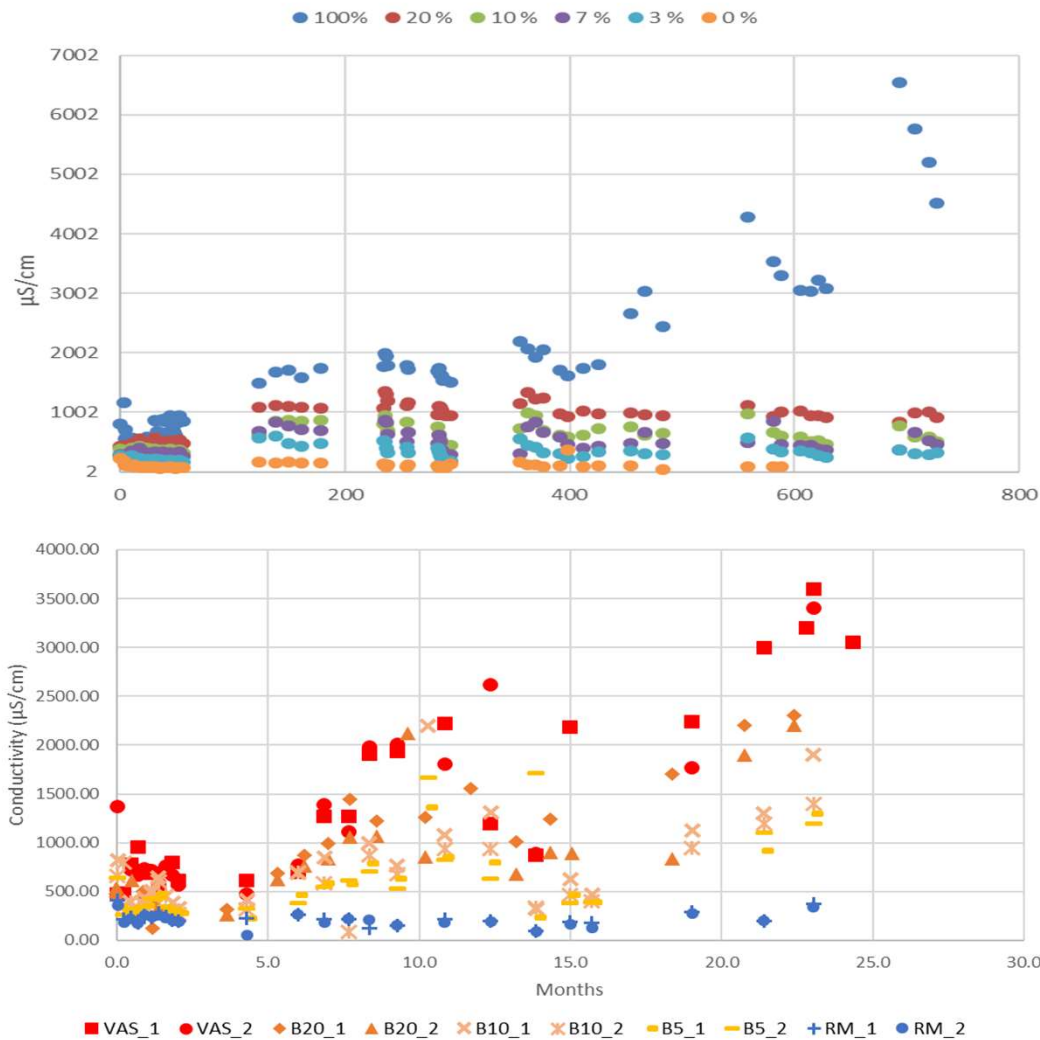 100% 20 % 10 % 7 % 3 % 0 %
7002
6002
5002
4002
3002
2002
1002
2
µS/cm
0 200 400 600 800
4000.00
3500.00
3000.00
2500.00
2000.00
1500.00
1000.00
500.00
0.00
Conductivity (µS/cm)
0.0 5.0 10.0 15.0 20.0 25.0 30.0
Months
VAS_1 VAS_2 B20_1 B20_2 B10_1 B10_2 B5_1 B5_2 RM_1 RM_2